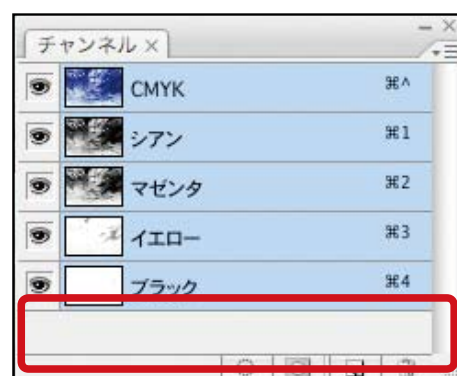 チャンネル ×
CMYK ⌘^
シアン ⌘1
マゼンタ ⌘2
イエロー ⌘3
ブラック ⌘4